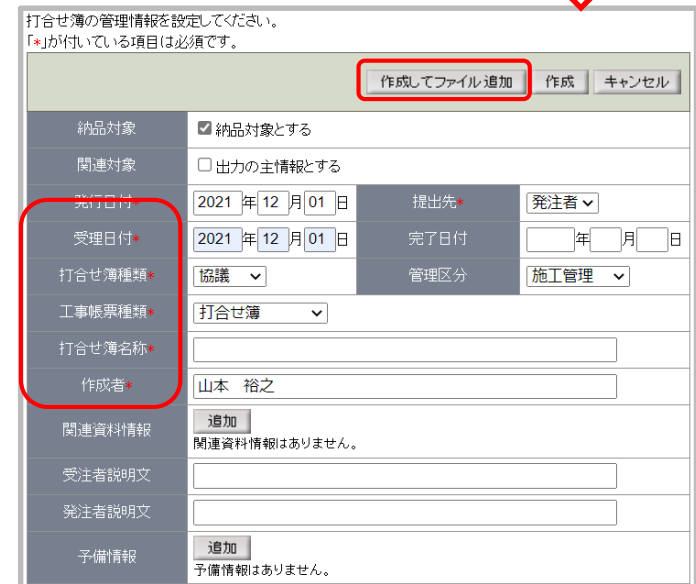 打合せ簿の管理情報を設定してください。
「*」が付いている項目は必須です。
作成してファイル追加 作成 キャンセル
納品対象 納品対象とする
関連対象 出力の主情報とする
発行日付* 2021 年 12 月 01 日 提出先* 発注者
受理日付* 2021 年 12 月 01 日 完了日付 年 月 日
打合せ簿種類* 協議 管理区分 施工管理
工事帳票種類* 打合せ簿
打合せ簿名称*
作成者* 山本 裕之
関連資料情報 追加
関連資料情報はありません。
受注者説明文
発注者説明文
予備情報 追加
予備情報はありません。